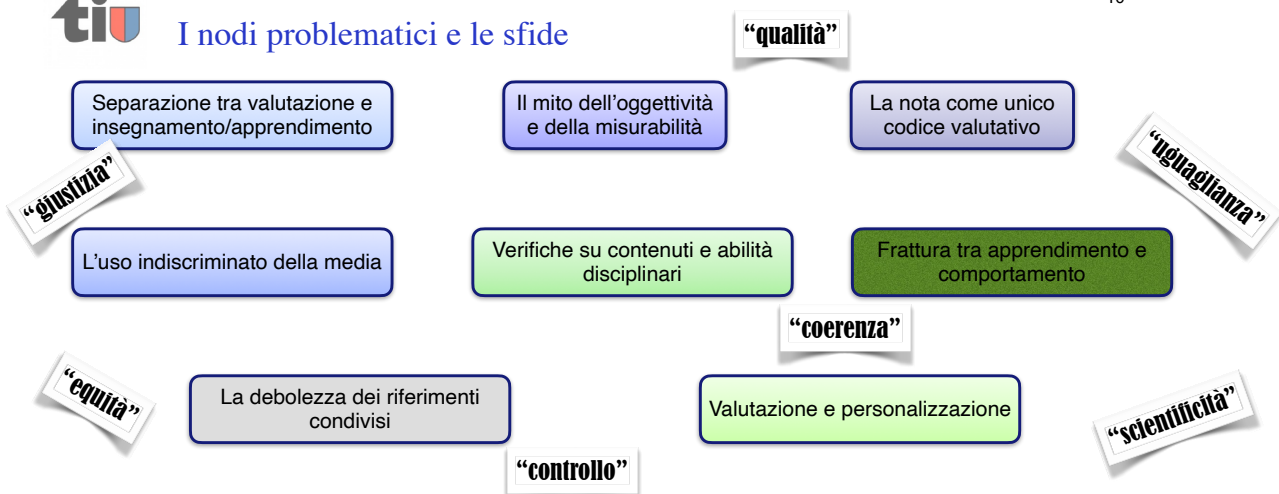 ti
I nodi problematici e le sfide
“qualità”
Separazione tra valutazione e
insegnamento/apprendimento
Il mito dell'oggettività
e della misurabilità
La nota come unico
codice valutativo
“giustizia”
“uguaglianza”
L'uso indiscriminato della media
Verifiche su contenuti e abilità
disciplinari
Frattura tra apprendimento e
comportamento
“coerenza”
“equità”
La debolezza dei riferimenti
condivisi
Valutazione e personalizzazione
“scientificità”
“controllo”